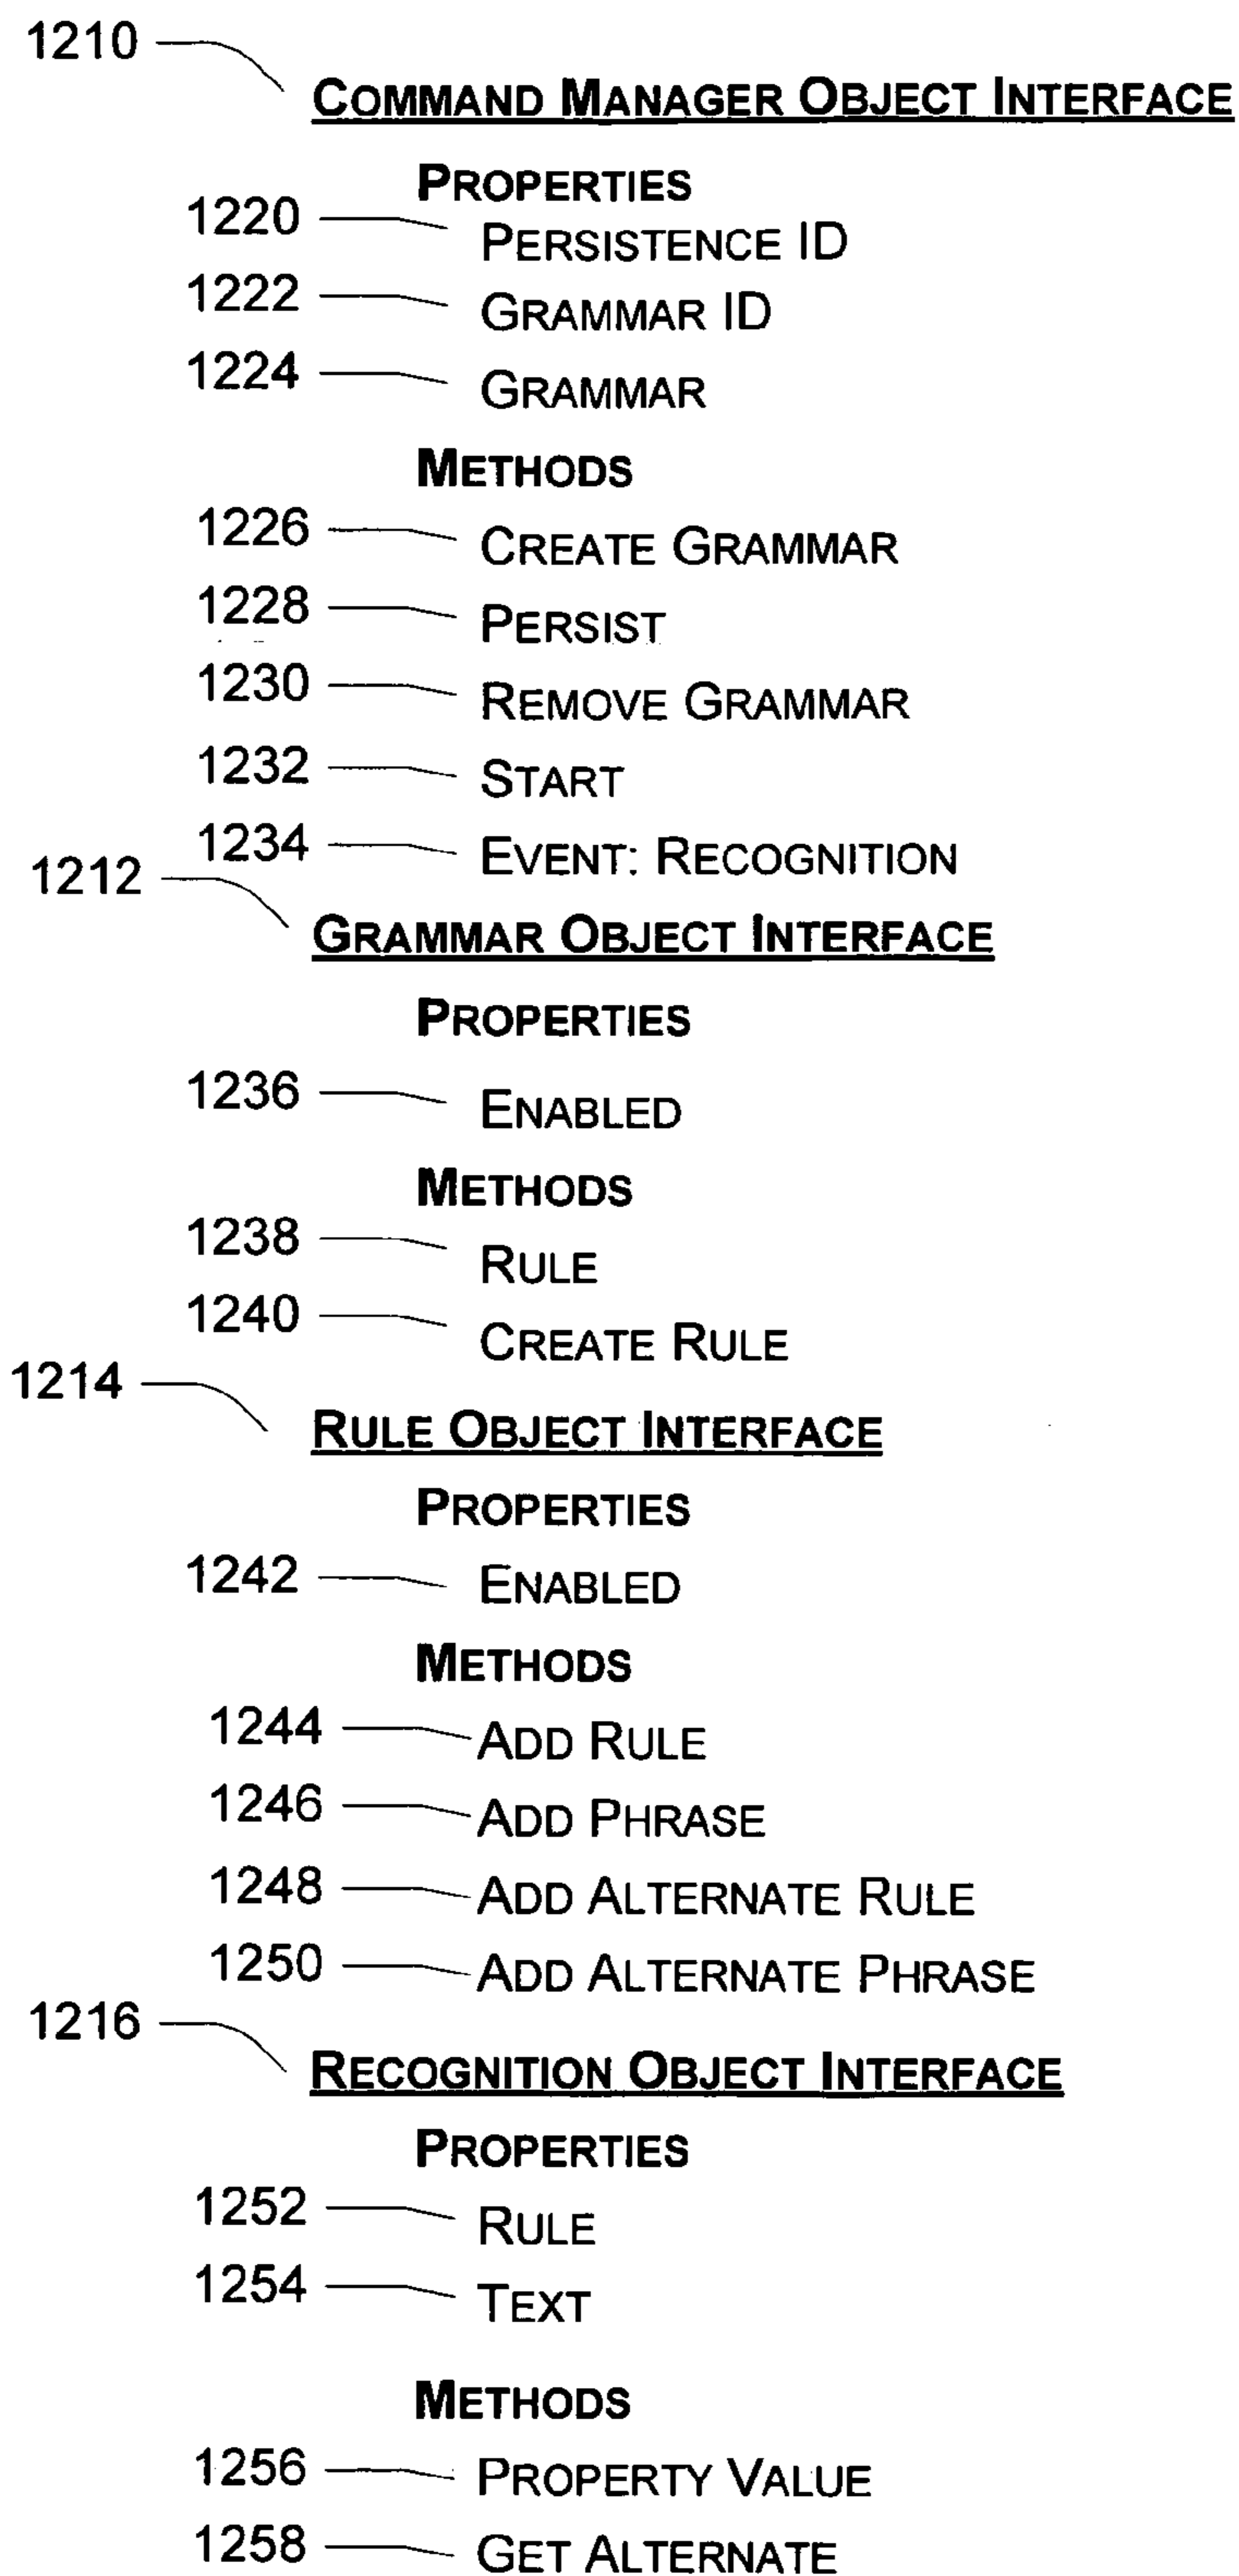 1210
COMMAND MANAGER OBJECT INTERFACE
PROPERTIES
1220 PERSISTENCE ID
1222 GRAMMAR ID
1224 GRAMMAR
METHODS
1226 CREATE GRAMMAR
1228 PERSIST
1230 REMOVE GRAMMAR
1232 START
1234 EVENT: RECOGNITION
1212
GRAMMAR OBJECT INTERFACE
PROPERTIES
1236 ENABLED
METHODS
1238 RULE
1240 CREATE RULE
1214
RULE OBJECT INTERFACE
PROPERTIES
1242 ENABLED
METHODS
1244 ADD RULE
1246 ADD PHRASE
1248 ADD ALTERNATE RULE
1250 ADD ALTERNATE PHRASE
1216
RECOGNITION OBJECT INTERFACE
PROPERTIES
1252 RULE
1254 TEXT
METHODS
1256 PROPERTY VALUE
1258 GET ALTERNATE